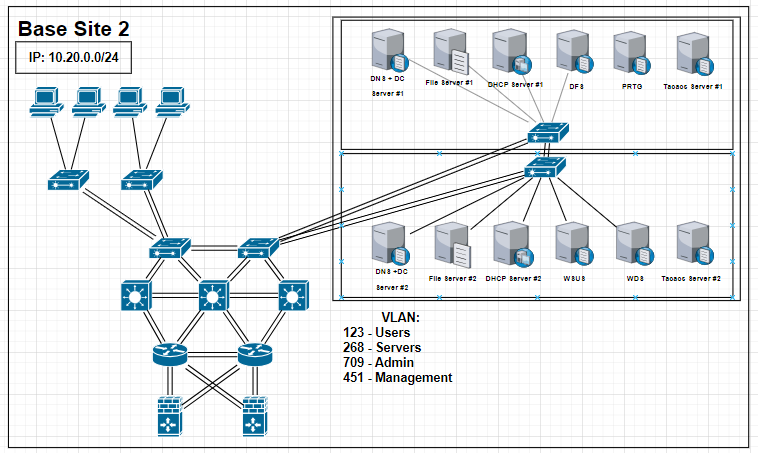 Base Site 2
IP: 10.20.0.0/24
DNS + DC
Server #1
File Server #1
DHCP Server #1
DFS
PRTG
Tacacs Server #1
DNS +DC
Server #2
File Server #2
DHCP Server #2
WSUS
WDS
Tacacs Server #2
VLAN:
123 - Users
268 - Servers
709 - Admin
451 - Management